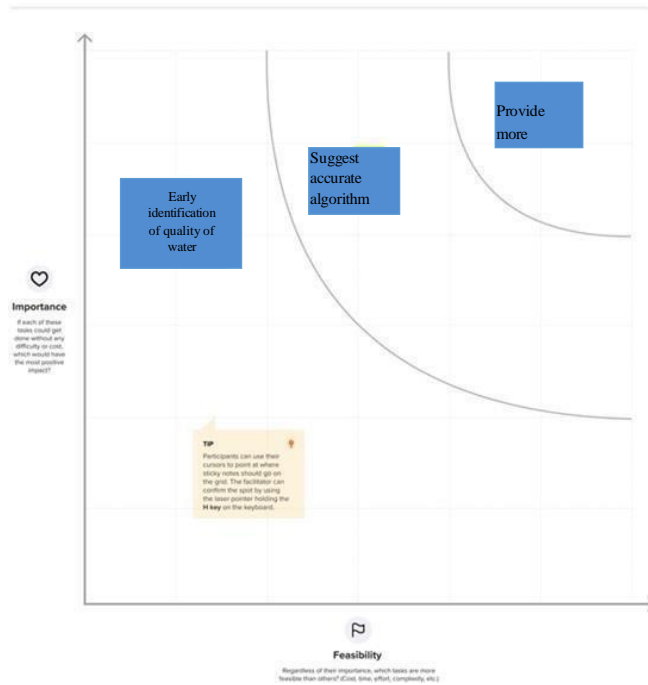 Provide
more
Suggest
accurate
algorithm
Early
identification
of quality of
water
Importance
If each of these
tasks could get
done without any
difficulty or cost,
which would have
the most positive
impact?
TIP
Participants can use their
cursors to point at where
sticky notes should go on
the grid. The facilitator can
confirm the spot by using
the laser pointer holding the
H key on the keyboard.
Feasibility
Regardless of their importance, which tasks are more
feasible than others? (Cost, time, effort, complexity, etc.)